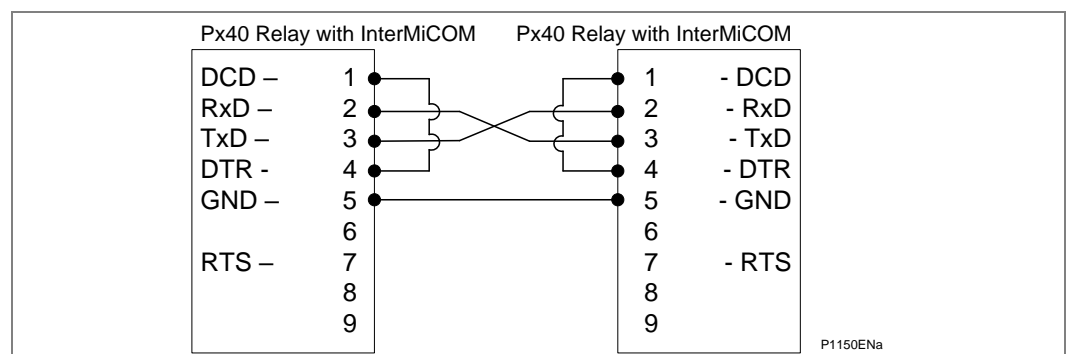 Px40 Relay with InterMiCOM Px40 Relay with InterMiCOM
DCD – 1 1 - DCD
RxD – 2 2 - RxD
TxD – 3 3 - TxD
DTR - 4 4 - DTR
GND – 5 5 - GND
6 6
RTS – 7 7 - RTS
8 8
9 9
P1150ENa